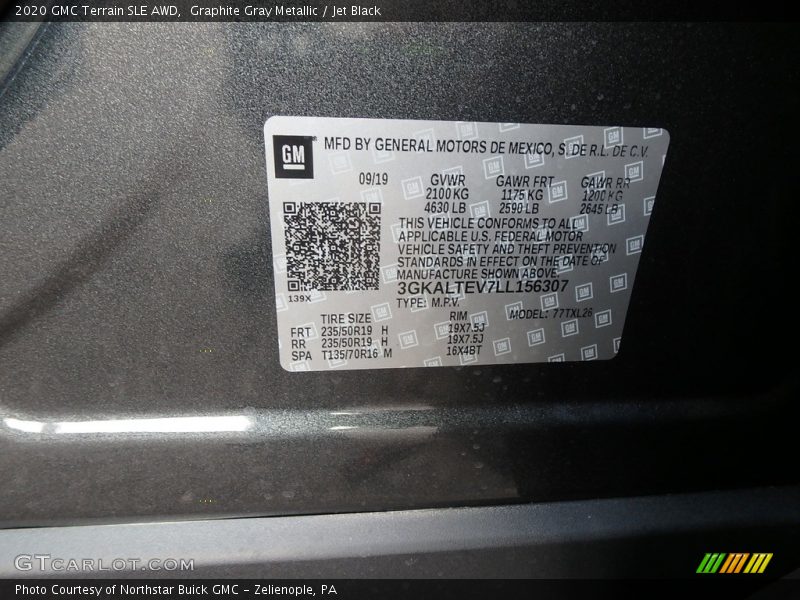 2020 GMC Terrain SLE AWD,  Graphite Gray Metallic / Jet Black
GM
MFD BY GENERAL MOTORS DE MEXICO, S. DE R.L. DE C.V.
09/19 GVWR GAWR FRT GAWR RR
2100 KG 1175 KG 1200 KG
4630 LB 2590 LB 2645 LB
THIS VEHICLE CONFORMS TO ALL
APPLICABLE U.S. FEDERAL MOTOR
VEHICLE SAFETY AND THEFT PREVENTION
STANDARDS IN EFFECT ON THE DATE OF
MANUFACTURE SHOWN ABOVE.
3GKALTEV7LL156307
139X
TYPE: M.P.V.
MODEL: 77TXL26
TIRE SIZE RIM
FRT 235/50R19 H 19X7.5J
RR 235/50R19 H 19X7.5J
SPA T135/70R16 M 16X4BT
GTCARLOT.COM
Photo Courtesy of Northstar Buick GMC - Zelienople, PA